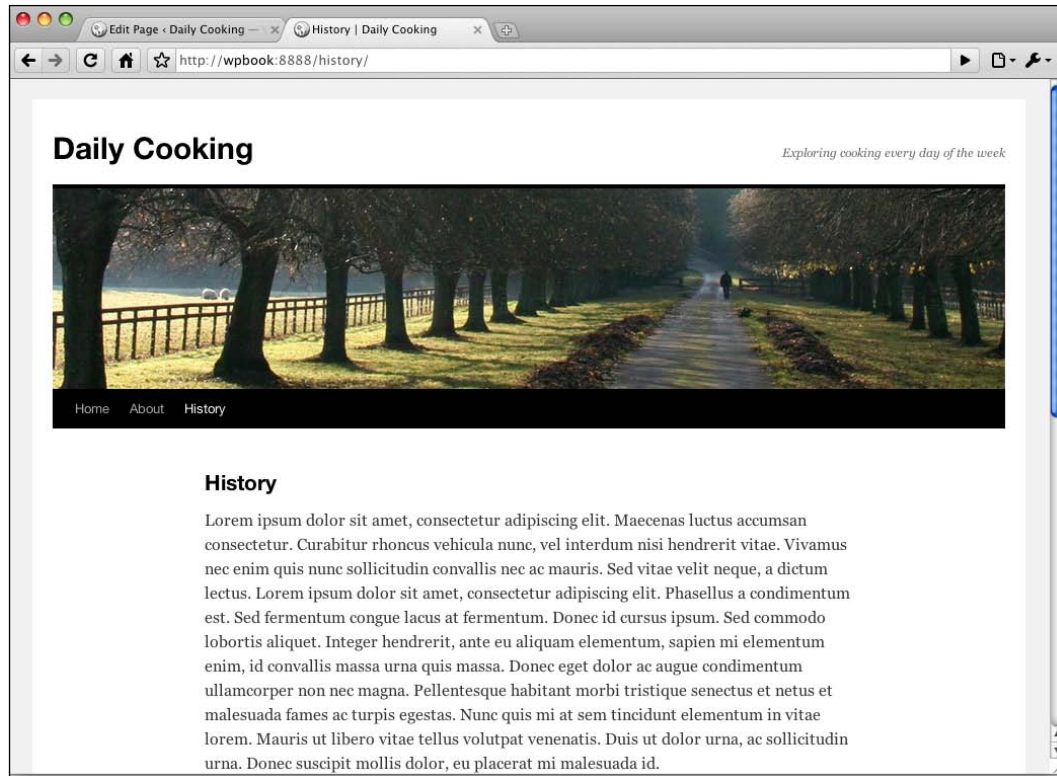 Edit Page ‹ Daily Cooking —
History | Daily Cooking
http://wpbook:8888/history/
Daily Cooking
Exploring cooking every day of the week
Home About History
History
Lorem ipsum dolor sit amet, consectetur adipiscing elit. Maecenas luctus accumsan
consectetur. Curabitur rhoncus vehicula nunc, vel interdum nisi hendrerit vitae. Vivamus
nec enim quis nunc sollicitudin convallis nec ac mauris. Sed vitae velit neque, a dictum
lectus. Lorem ipsum dolor sit amet, consectetur adipiscing elit. Phasellus a condimentum
est. Sed fermentum congue lacus at fermentum. Donec id cursus ipsum. Sed commodo
lobortis aliquet. Integer hendrerit, ante eu aliquam elementum, sapien mi elementum
enim, id convallis massa urna quis massa. Donec eget dolor ac augue condimentum
ullamcorper non nec magna. Pellentesque habitant morbi tristique senectus et netus et
malesuada fames ac turpis egestas. Nunc quis mi at sem tincidunt elementum in vitae
lorem. Mauris ut libero vitae tellus volutpat venenatis. Duis ut dolor urna, ac sollicitudin
urna. Donec suscipit mollis dolor, eu placerat mi malesuada id.